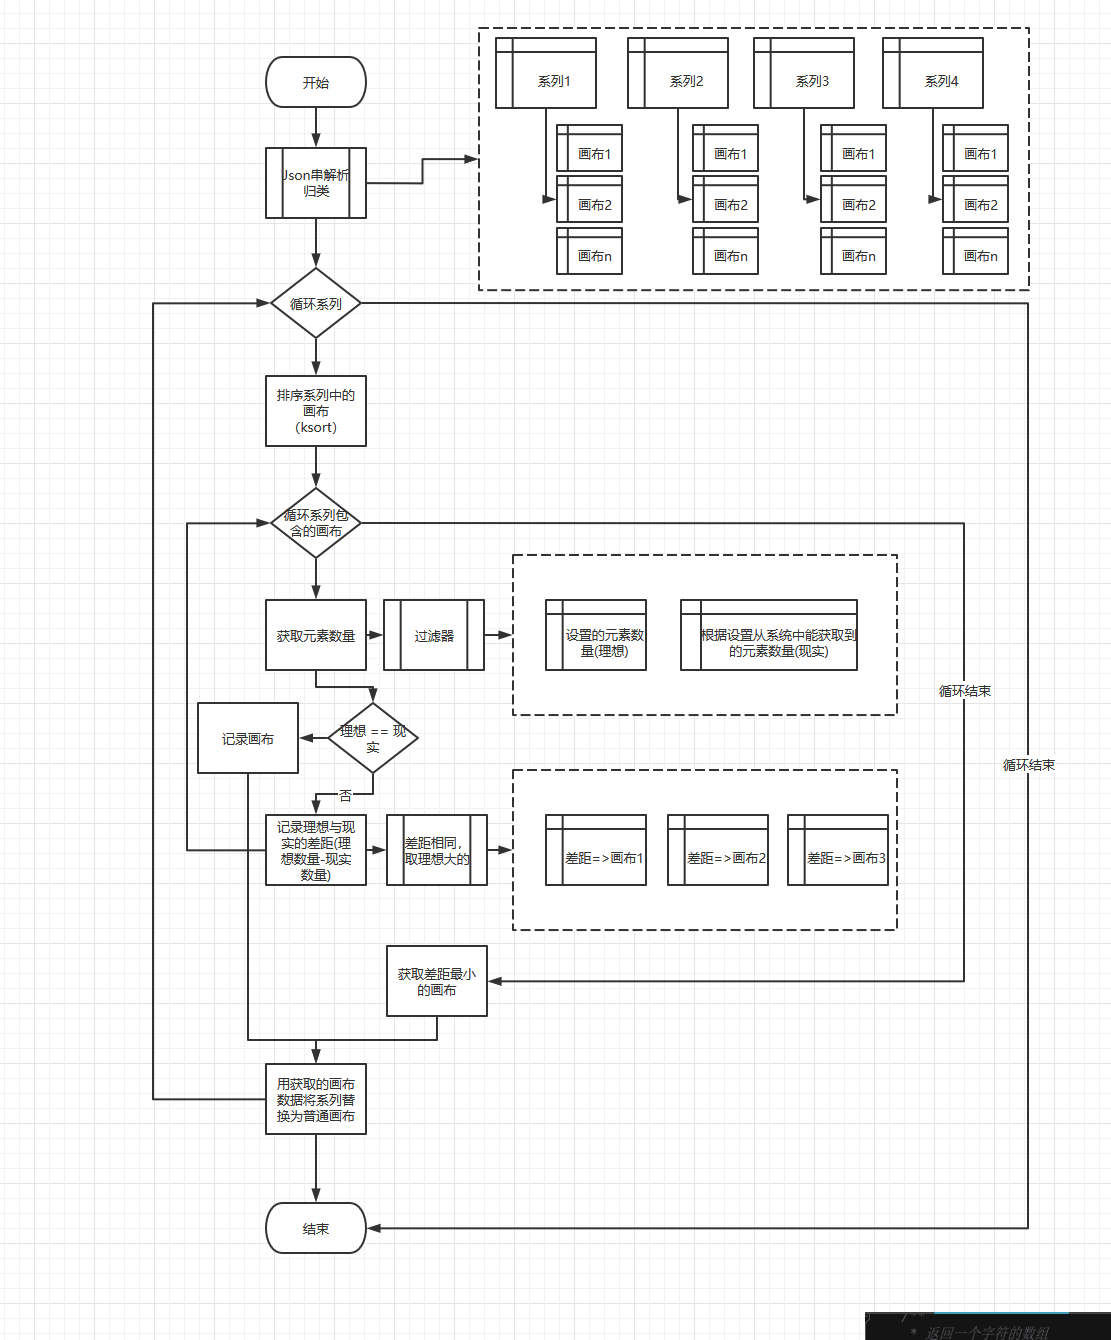 开始
Json串解析
归类
系列1
系列2
系列3
系列4
画布1
画布1
画布1
画布1
画布2
画布2
画布2
画布2
画布n
画布n
画布n
画布n
循环系列
排序系列中的
画布
（ksort）
循环系列包
含的画布
获取元素数量
过滤器
设置的元素数
量(理想)
根据设置从系统中能获取到
的元素数量(现实)
循环结束
记录画布
理想 == 现
实
循环结束
否
记录理想与现
实的差距(理
想数量-现实
数量)
差距相同，
取理想大的
差距=>画布1
差距=>画布2
差距=>画布3
获取差距最小
的画布
用获取的画布
数据将系列替
换为普通画布
结束
/**
* 返回一个字符的数组